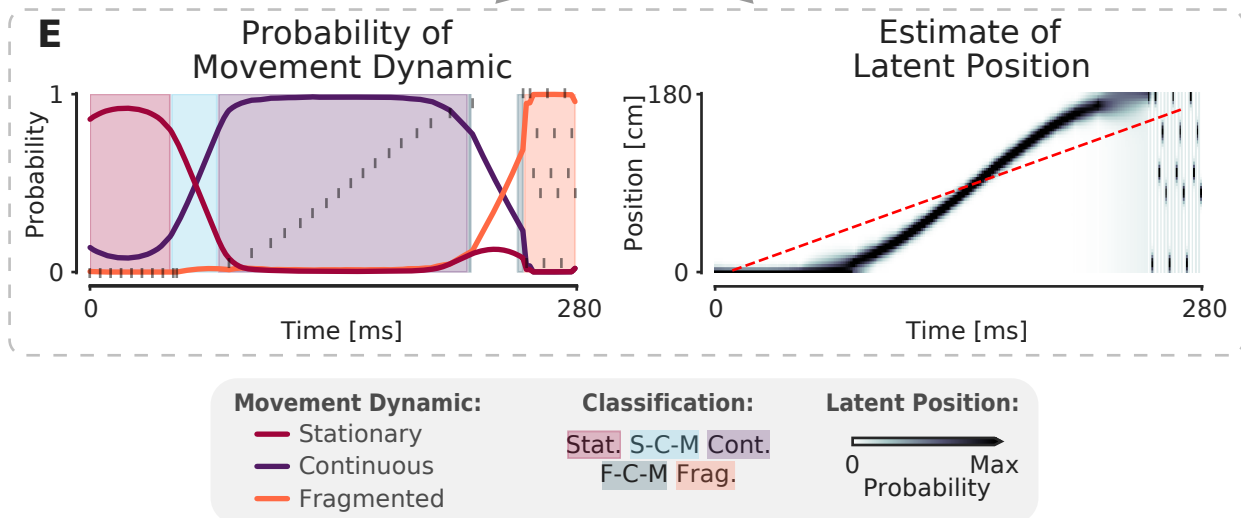 E
Probability of
Movement Dynamic
1
Probability
0
0
280
Time [ms]
Estimate of
Latent Position
180
Position [cm]
0
0
280
Time [ms]
Movement Dynamic:
Stationary
Continuous
Fragmented
Classification:
Stat. S-C-M Cont.
F-C-M Frag.
Latent Position:
0 Max
Probability